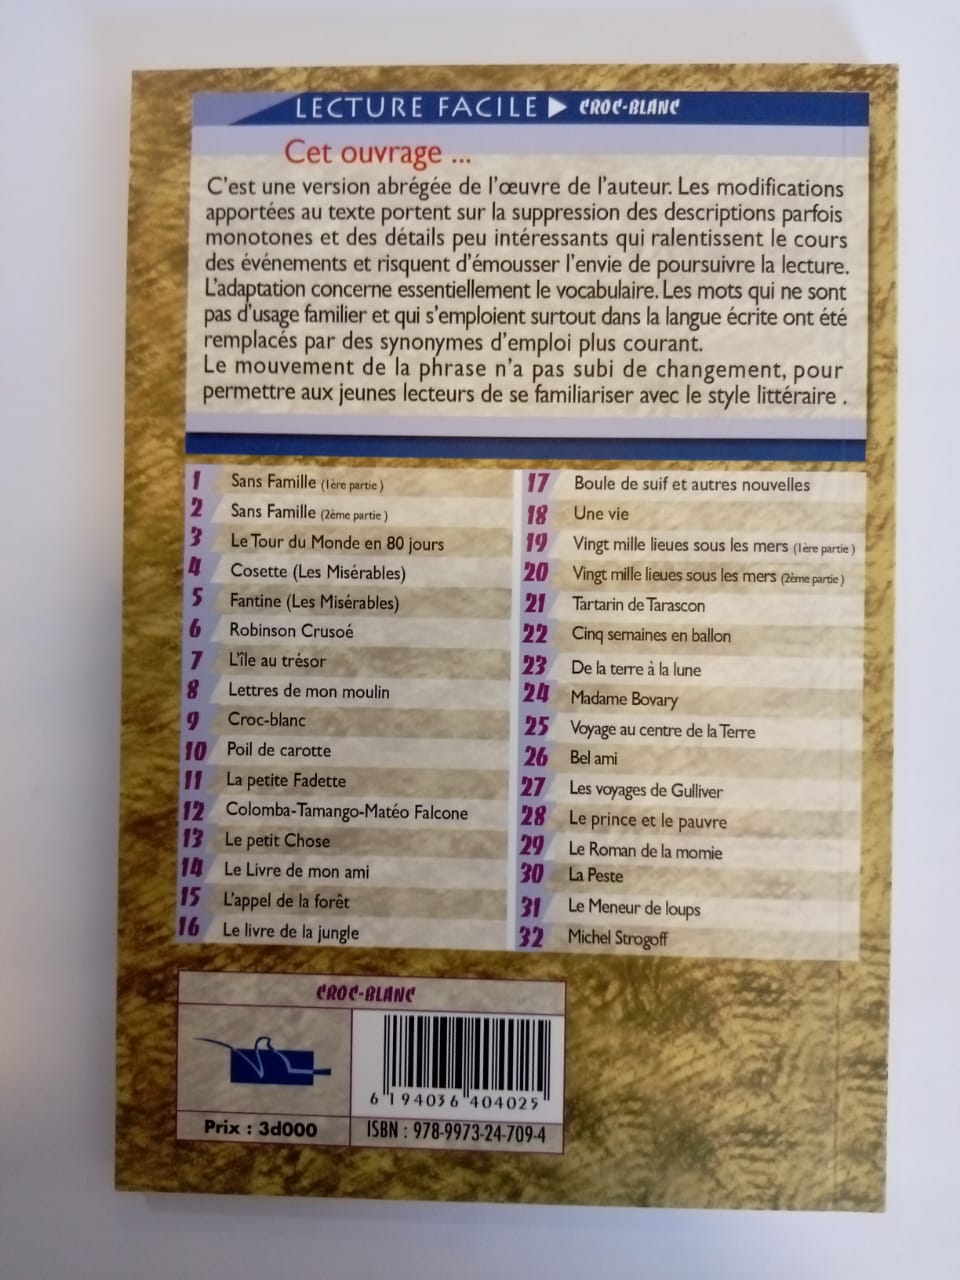 LECTURE FACILE ▶ CROC-BLANC
Cet ouvrage ...
C'est une version abrégée de l'œuvre de l'auteur. Les modifications
apportées au texte portent sur la suppression des descriptions parfois
monotones et des détails peu intéressants qui ralentissent le cours
des événements et risquent d'émousser l'envie de poursuivre la lecture.
L'adaptation concerne essentiellement le vocabulaire. Les mots qui ne sont
pas d'usage familier et qui s'emploient surtout dans la langue écrite ont été
remplacés par des synonymes d'emploi plus courant.
Le mouvement de la phrase n'a pas subi de changement, pour
permettre aux jeunes lecteurs de se familiariser avec le style littéraire .
1 Sans Famille (1ère partie)
2 Sans Famille (2ème partie)
3 Le Tour du Monde en 80 jours
4 Cosette (Les Misérables)
5 Fantine (Les Misérables)
6 Robinson Crusoé
7 L'île au trésor
8 Lettres de mon moulin
9 Croc-blanc
10 Poil de carotte
11 La petite Fadette
12 Colomba-Tamango-Matéo Falcone
13 Le petit Chose
14 Le Livre de mon ami
15 L'appel de la forêt
16 Le livre de la jungle
17 Boule de suif et autres nouvelles
18 Une vie
19 Vingt mille lieues sous les mers (1ère partie)
20 Vingt mille lieues sous les mers (2ème partie)
21 Tartarin de Tarascon
22 Cinq semaines en ballon
23 De la terre à la lune
24 Madame Bovary
25 Voyage au centre de la Terre
26 Bel ami
27 Les voyages de Gulliver
28 Le prince et le pauvre
29 Le Roman de la momie
30 La Peste
31 Le Meneur de loups
32 Michel Strogoff
CROC-BLANC
6 194036 404025
Prix : 3d000
ISBN : 978-9973-24-709-4